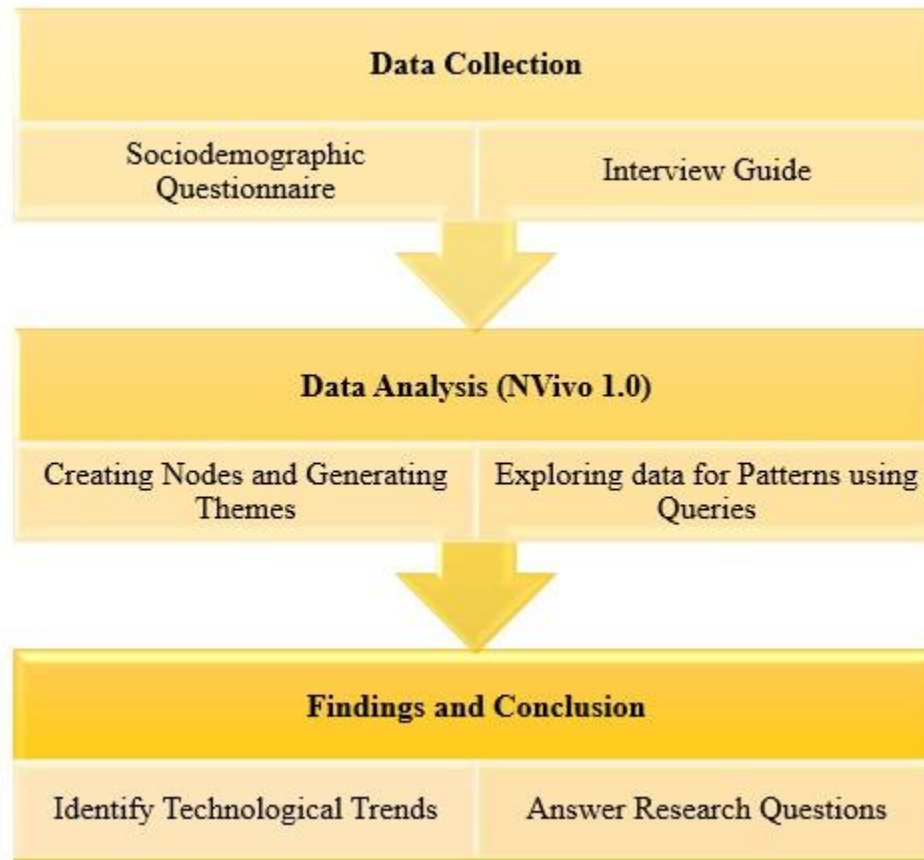 Data Collection
Sociodemographic
Questionnaire
Interview Guide
Data Analysis (NVivo 1.0)
Creating Nodes and Generating
Themes
Exploring data for Patterns using
Queries
Findings and Conclusion
Identify Technological Trends
Answer Research Questions